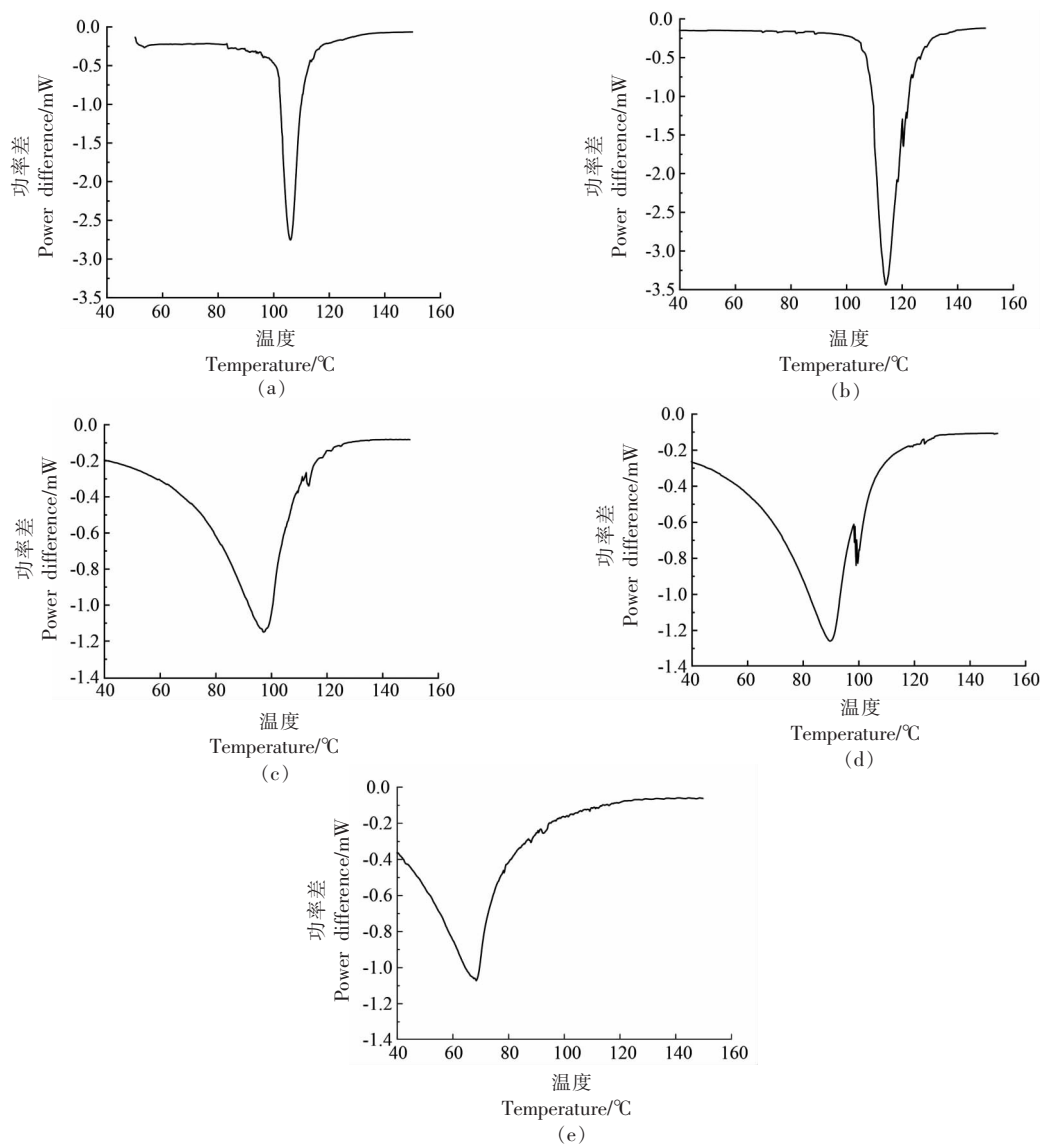 0.0
-0.5
-1.0
-1.5
-2.0
-2.5
-3.0
-3.5
功率差
Power difference/mW
40 60 80 100 120 140 160
温度
Temperature/℃
(a)
0.0
-0.5
-1.0
-1.5
-2.0
-2.5
-3.0
-3.5
功率差
Power difference/mW
40 60 80 100 120 140 160
温度
Temperature/℃
(b)
0.0
-0.2
-0.4
-0.6
-0.8
-1.0
-1.2
-1.4
功率差
Power difference/mW
40 60 80 100 120 140 160
温度
Temperature/℃
(c)
0.0
-0.2
-0.4
-0.6
-0.8
-1.0
-1.2
-1.4
功率差
Power difference/mW
40 60 80 100 120 140 160
温度
Temperature/℃
(d)
0.0
-0.2
-0.4
-0.6
-0.8
-1.0
-1.2
-1.4
功率差
Power difference/mW
40 60 80 100 120 140 160
温度
Temperature/℃
(e)